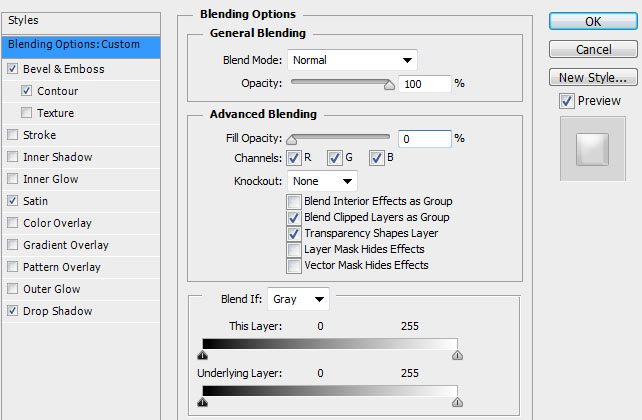 Styles
Blending Options: Custom
Bevel & Emboss
Contour
Texture
Stroke
Inner Shadow
Inner Glow
Satin
Color Overlay
Gradient Overlay
Pattern Overlay
Outer Glow
Drop Shadow
Blending Options
General Blending
Blend Mode: Normal
Opacity: 100 %
Advanced Blending
Fill Opacity: 0 %
Channels: R G B
Knockout: None
Blend Interior Effects as Group
Blend Clipped Layers as Group
Transparency Shapes Layer
Layer Mask Hides Effects
Vector Mask Hides Effects
Blend If: Gray
This Layer: 0 255
Underlying Layer: 0 255
OK
Cancel
New Style...
Preview